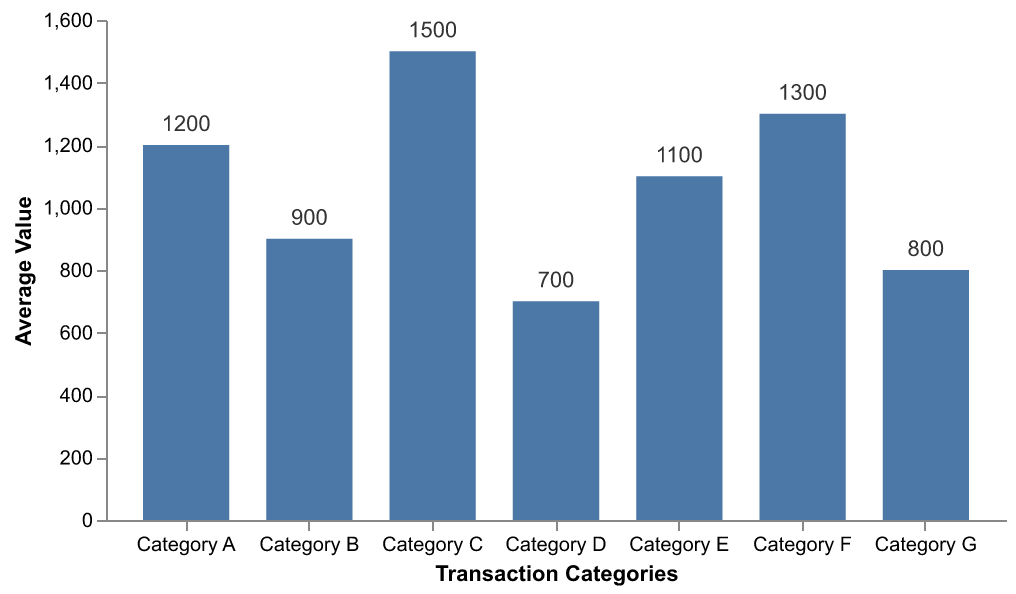 1,600
1,400
1,200
1,000
800
600
400
200
0
Average Value
1200
900
1500
700
1100
1300
800
Category A
Category B
Category C
Category D
Category E
Category F
Category G
Transaction Categories